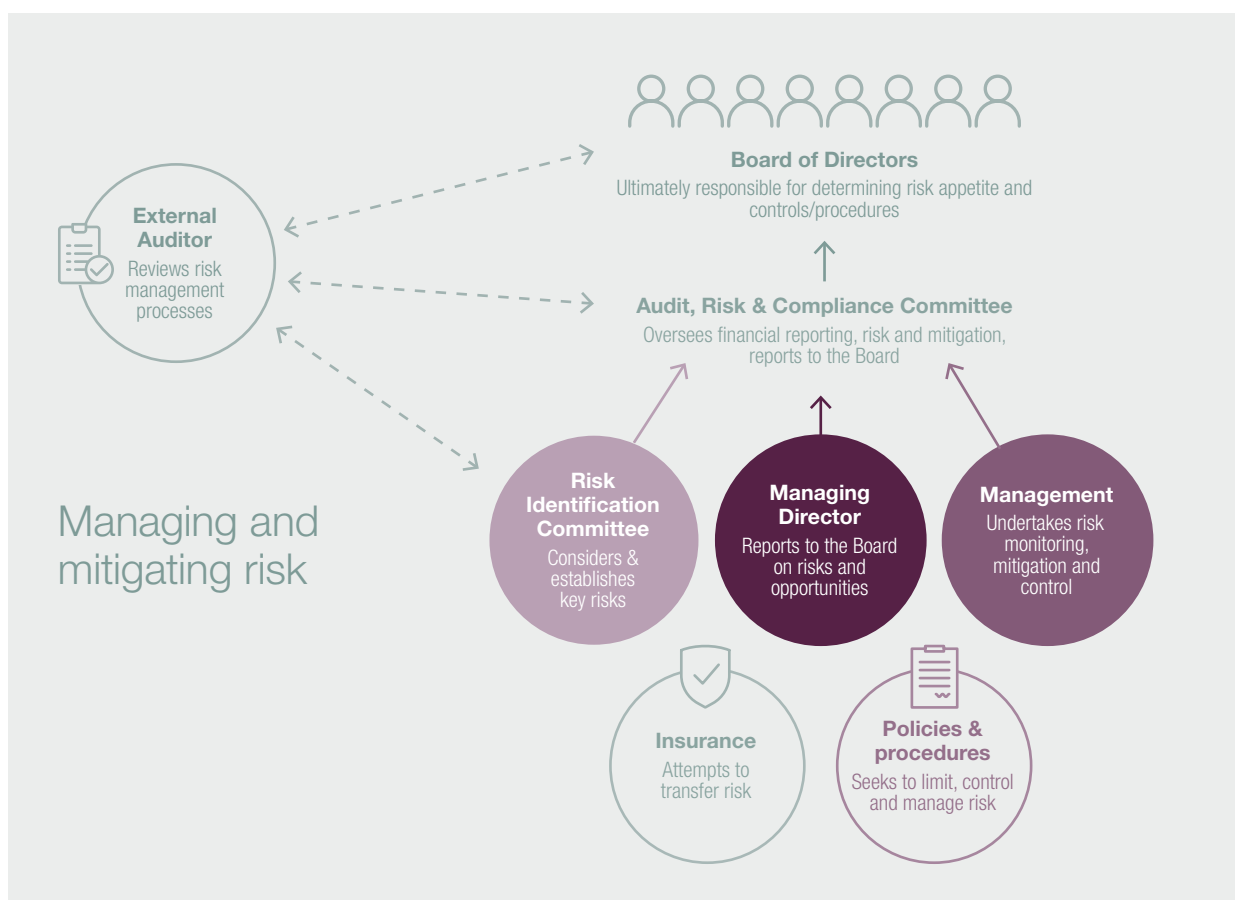 Board of Directors
Ultimately responsible for determining risk appetite and
controls/procedures
External
Auditor
Reviews risk
management
processes
Audit, Risk & Compliance Committee
Oversees financial reporting, risk and mitigation,
reports to the Board
Managing and
mitigating risk
Risk
Identification
Committee
Considers &
establishes
key risks
Managing
Director
Reports to the Board
on risks and
opportunities
Management
Undertakes risk
monitoring,
mitigation and
control
Insurance
Attempts to
transfer risk
Policies &
procedures
Seeks to limit, control
and manage risk